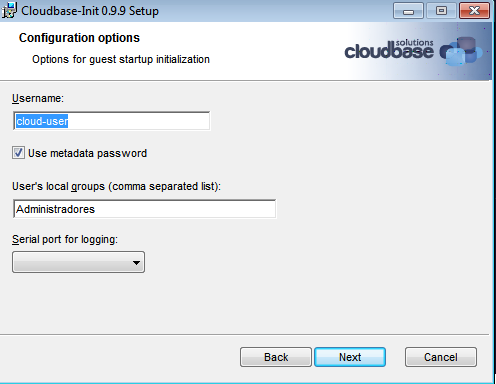 Cloudbase-Init 0.9.9 Setup
Configuration options
Options for guest startup initialization
cloudbase solutions
Username:
cloud-user
Use metadata password
User's local groups (comma separated list):
Administradores
Serial port for logging:
Back
Next
Cancel